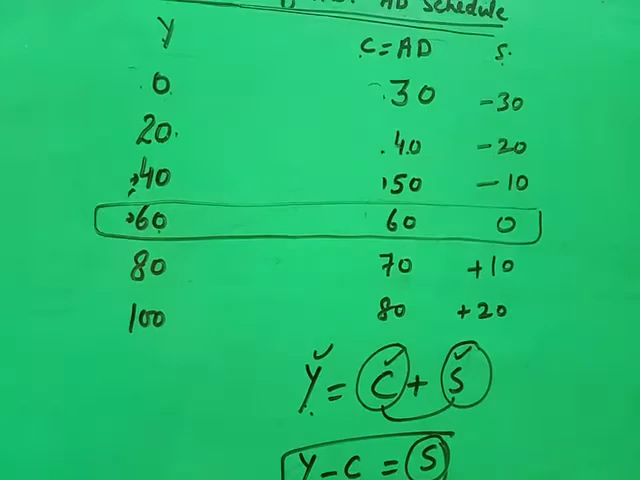 AD Schedule
Y C = AD S.
0 30 -30
20 40 -20
40 50 -10
60 60 0
80 70 +10
100 80 +20
Y = C + S
Y - C = S